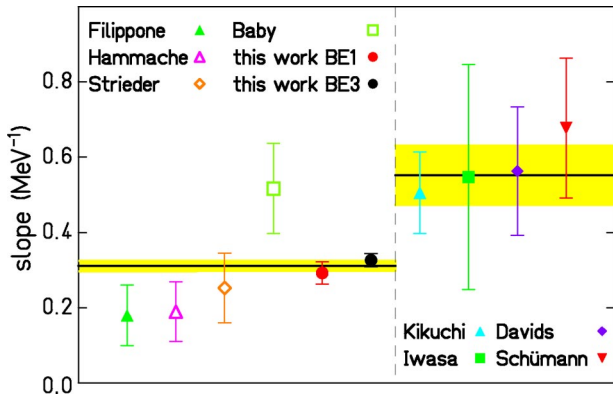 Filippone Baby
Hammache this work BE1
Strieder this work BE3
0.8
0.6
0.4
0.2
0.0
slope (MeV⁻¹)
Kikuchi Davids
Iwasa Schümann